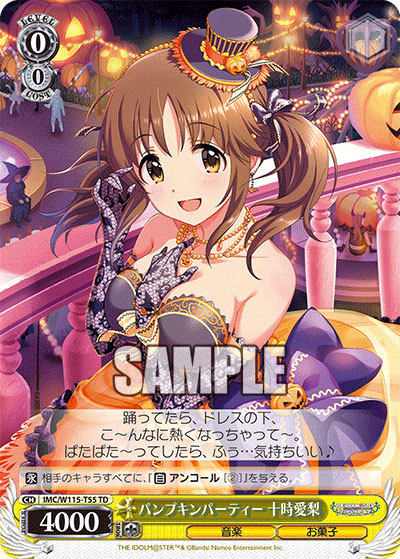 LEVEL
0
0
COST
SAMPLE
踊ってたら、ドレスの下、
こ〜んなに熱くなっちゃって〜。
ぱたぱた〜ってしたら、ふぅ…気持ちいい♪
永 相手のキャラすべてに、『自 アンコール [②]』を与える。
CH IMC/W115-T55 TD
パンプキンパーティー 十時愛梨
POWER
4000
SOUL
音楽
お菓子
THE IDOLM@STER™& ©Bandai Namco Entertainment Inc.